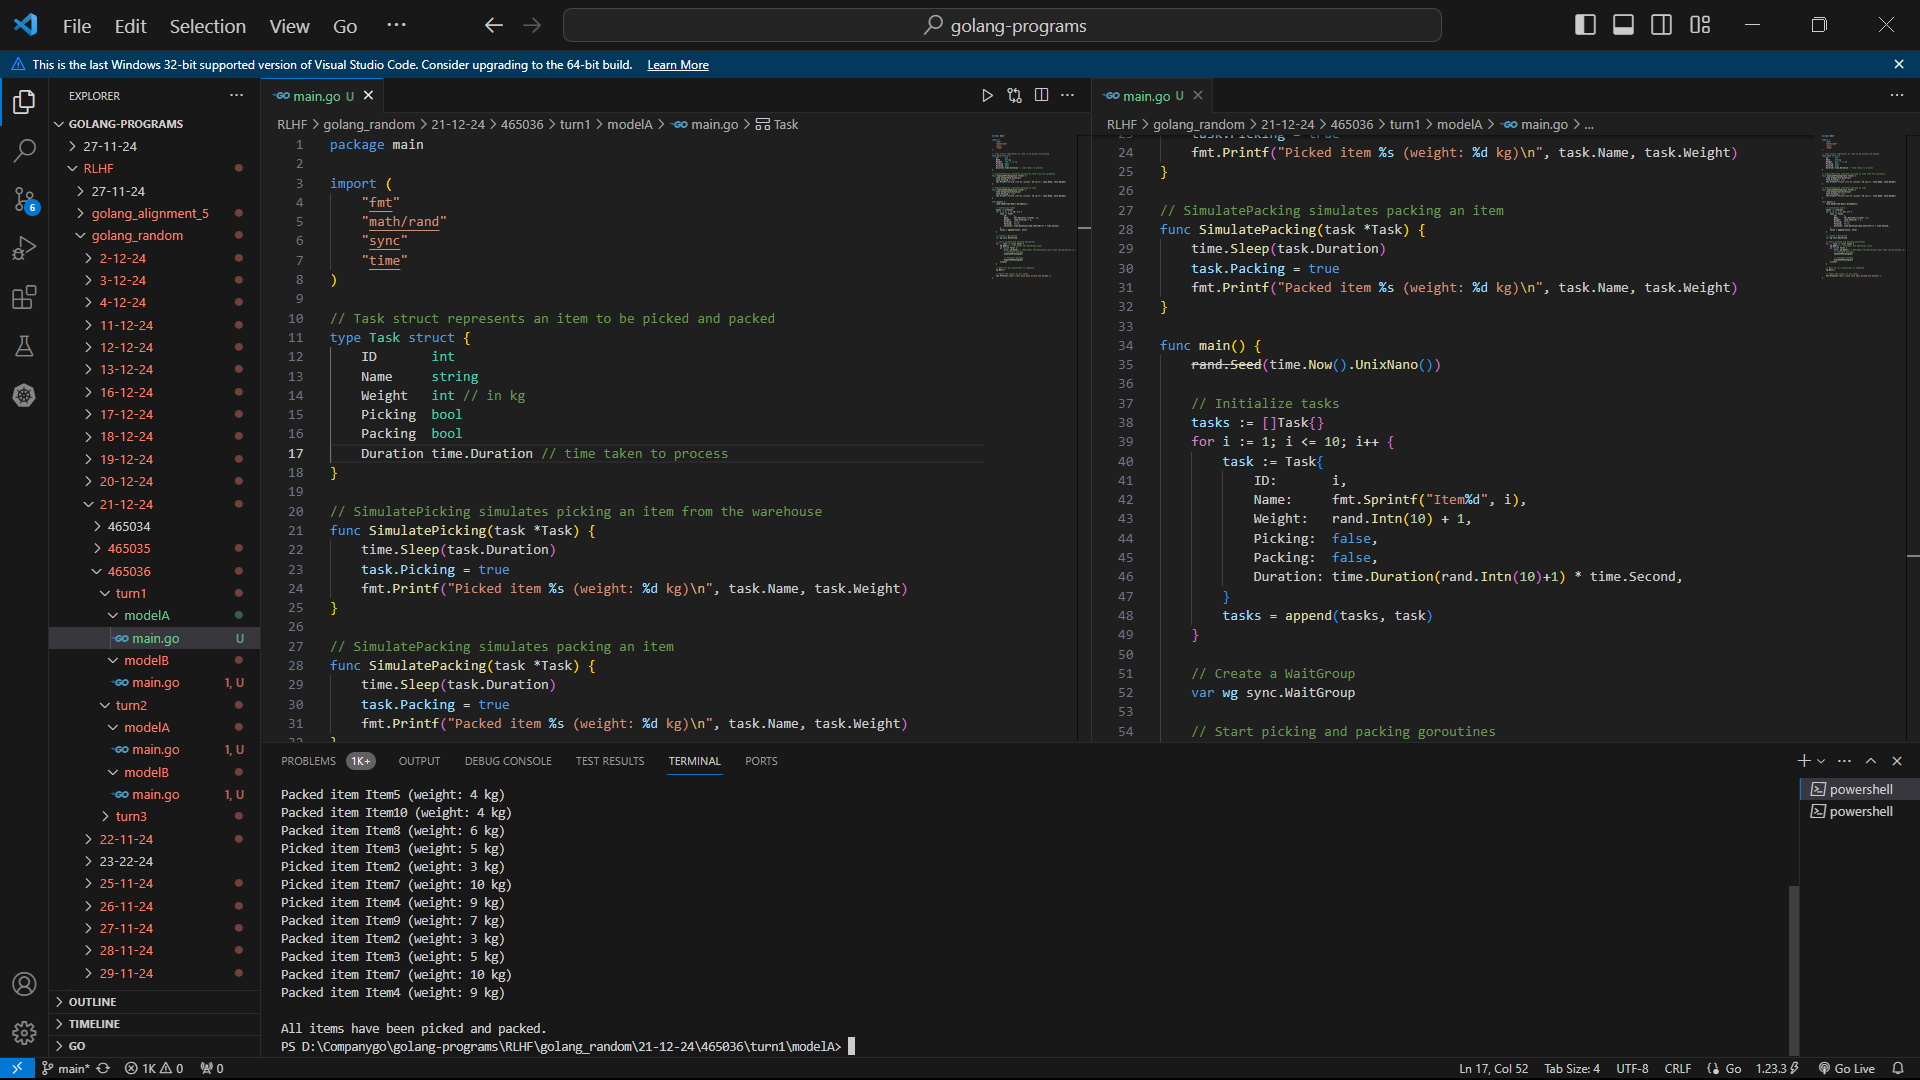 File Edit Selection View Go ··· golang-programs
This is the last Windows 32-bit supported version of Visual Studio Code. Consider upgrading to the 64-bit build. Learn More
EXPLORER
GOLANG-PROGRAMS
27-11-24
RLHF
27-11-24
golang_alignment_5
golang_random
2-12-24
3-12-24
4-12-24
11-12-24
12-12-24
13-12-24
16-12-24
17-12-24
18-12-24
19-12-24
20-12-24
21-12-24
465034
465035
465036
turn1
modelA
main.go U
modelB
main.go 1, U
turn2
modelA
main.go 1, U
modelB
main.go 1, U
turn3
22-11-24
23-22-24
25-11-24
26-11-24
27-11-24
28-11-24
29-11-24
OUTLINE
TIMELINE
GO
6
main.go U
RLHF > golang_random > 21-12-24 > 465036 > turn1 > modelA > main.go > Task
1 package main
2
3 import (
4 "fmt"
5 "math/rand"
6 "sync"
7 "time"
8 )
9
10 // Task struct represents an item to be picked and packed
11 type Task struct {
12 ID int
13 Name string
14 Weight int // in kg
15 Picking bool
16 Packing bool
17 Duration time.Duration // time taken to process
18 }
19
20 // SimulatePicking simulates picking an item from the warehouse
21 func SimulatePicking(task *Task) {
22 time.Sleep(task.Duration)
23 task.Picking = true
24 fmt.Printf("Picked item %s (weight: %d kg)\n", task.Name, task.Weight)
25 }
26
27 // SimulatePacking simulates packing an item
28 func SimulatePacking(task *Task) {
29 time.Sleep(task.Duration)
30 task.Packing = true
31 fmt.Printf("Packed item %s (weight: %d kg)\n", task.Name, task.Weight)
32 }
main.go U
RLHF > golang_random > 21-12-24 > 465036 > turn1 > modelA > main.go > ...
23 task.Picking = true
24 fmt.Printf("Picked item %s (weight: %d kg)\n", task.Name, task.Weight)
25 }
26
27 // SimulatePacking simulates packing an item
28 func SimulatePacking(task *Task) {
29 time.Sleep(task.Duration)
30 task.Packing = true
31 fmt.Printf("Packed item %s (weight: %d kg)\n", task.Name, task.Weight)
32 }
33
34 func main() {
35 rand.Seed(time.Now().UnixNano())
36
37 // Initialize tasks
38 tasks := []Task{}
39 for i := 1; i <= 10; i++ {
40 task := Task{
41 ID: i,
42 Name: fmt.Sprintf("Item%d", i),
43 Weight: rand.Intn(10) + 1,
44 Picking: false,
45 Packing: false,
46 Duration: time.Duration(rand.Intn(10)+1) * time.Second,
47 }
48 tasks = append(tasks, task)
49 }
50
51 // Create a WaitGroup
52 var wg sync.WaitGroup
53
54 // Start picking and packing goroutines
PROBLEMS 1K+ OUTPUT DEBUG CONSOLE TEST RESULTS TERMINAL PORTS
Packed item Item5 (weight: 4 kg)
Packed item Item10 (weight: 4 kg)
Packed item Item8 (weight: 6 kg)
Picked item Item3 (weight: 5 kg)
Picked item Item2 (weight: 3 kg)
Picked item Item7 (weight: 10 kg)
Picked item Item4 (weight: 9 kg)
Packed item Item9 (weight: 7 kg)
Packed item Item2 (weight: 3 kg)
Packed item Item3 (weight: 5 kg)
Packed item Item7 (weight: 10 kg)
Packed item Item4 (weight: 9 kg)
All items have been picked and packed.
PS D:\Companygo\golang-programs\RLHF\golang_random\21-12-24\465036\turn1\modelA>
powershell
powershell
main* 1K 0 0 Ln 17, Col 52 Tab Size: 4 UTF-8 CRLF Go 1.23.3 Go Live